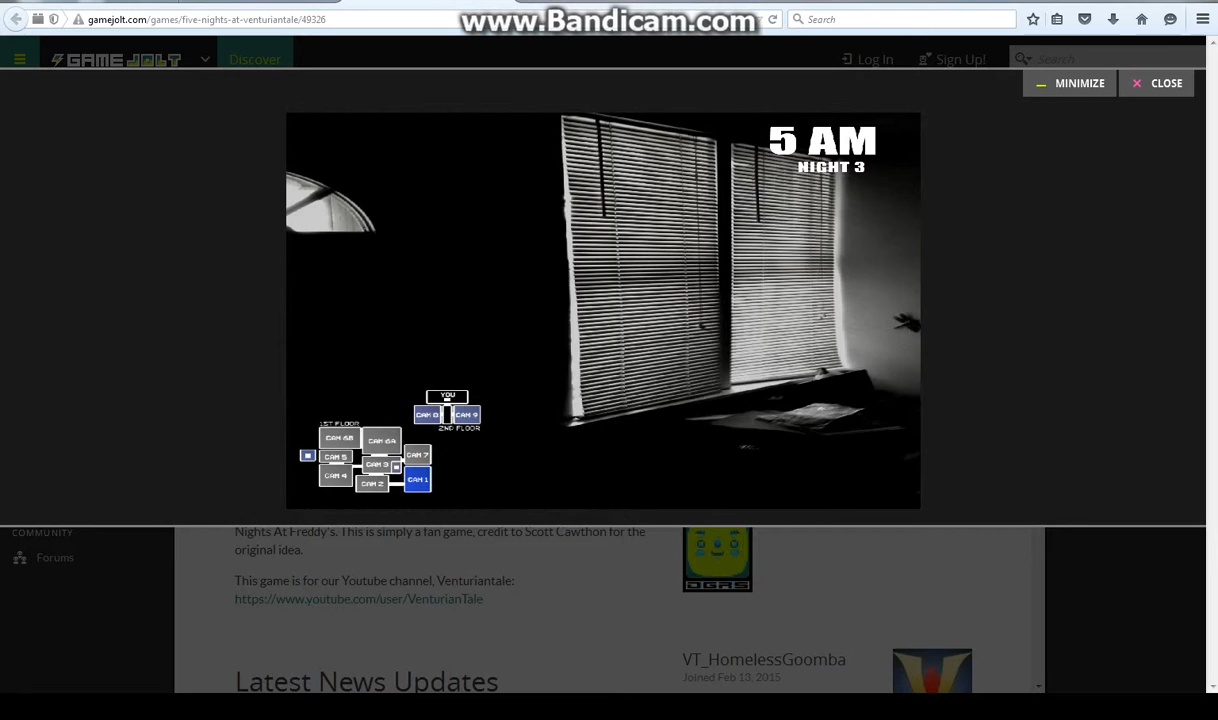 www.Bandicam.com
gamejolt.com/games/five-nights-at-venturiantale/49326
Search
GAME JOLT
Discover
Log In
Sign Up!
Search
MINIMIZE
CLOSE
5 AM
NIGHT 3
YOU
CAM 8
CAM 9
2ND FLOOR
1ST FLOOR
CAM 6B
CAM 6A
CAM 5
CAM 3
CAM 7
CAM 4
CAM 2
CAM 1
COMMUNITY
Forums
Nights At Freddy's. This is simply a fan game, credit to Scott Cawthon for the
original idea.
This game is for our Youtube channel, Venturiantale:
https://www.youtube.com/user/VenturianTale
Latest News Updates
VT_HomelessGoomba
Joined Feb 13, 2015